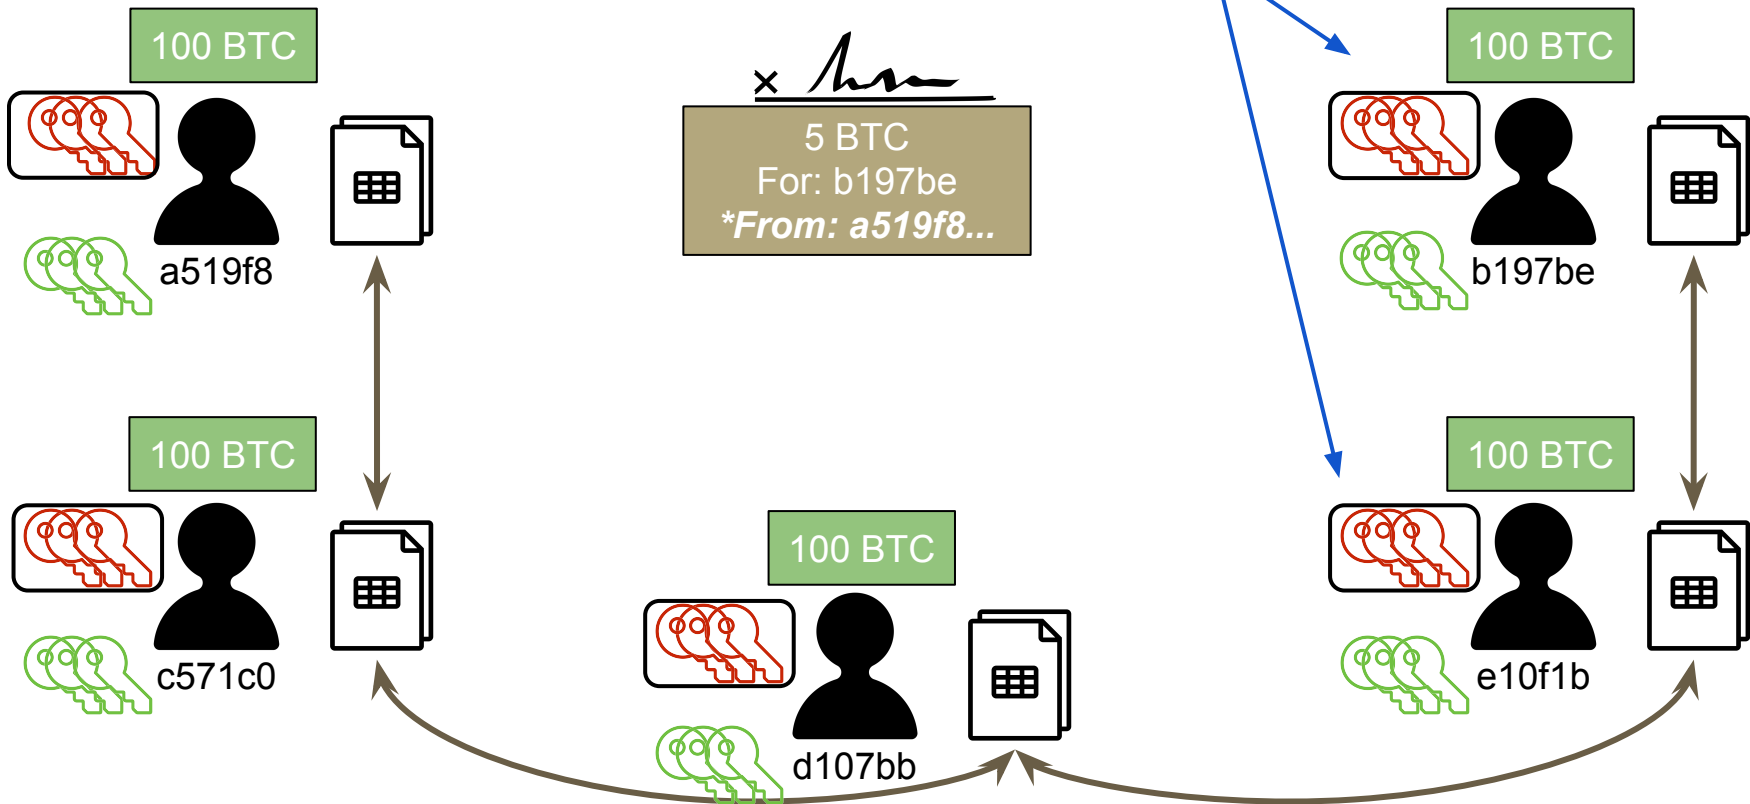 100 BTC
100 BTC
×
5 BTC
For: b197be
*From: a519f8...
a519f8
b197be
100 BTC
100 BTC
100 BTC
c571c0
e10f1b
d107bb